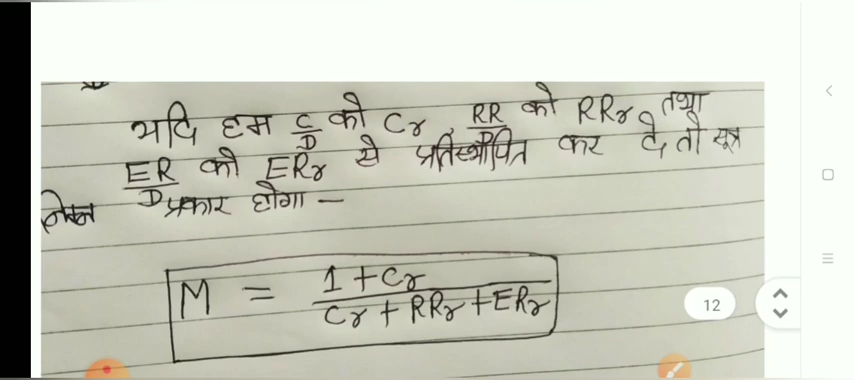 यदि हम C/D को Cr, RR/D को RRr तथा
ER/D को ERr से प्रतिस्थापित कर दे तो सूत्र
निम्न प्रकार होगा —
M = (1 + Cr) / (Cr + RRr + ERr)
12